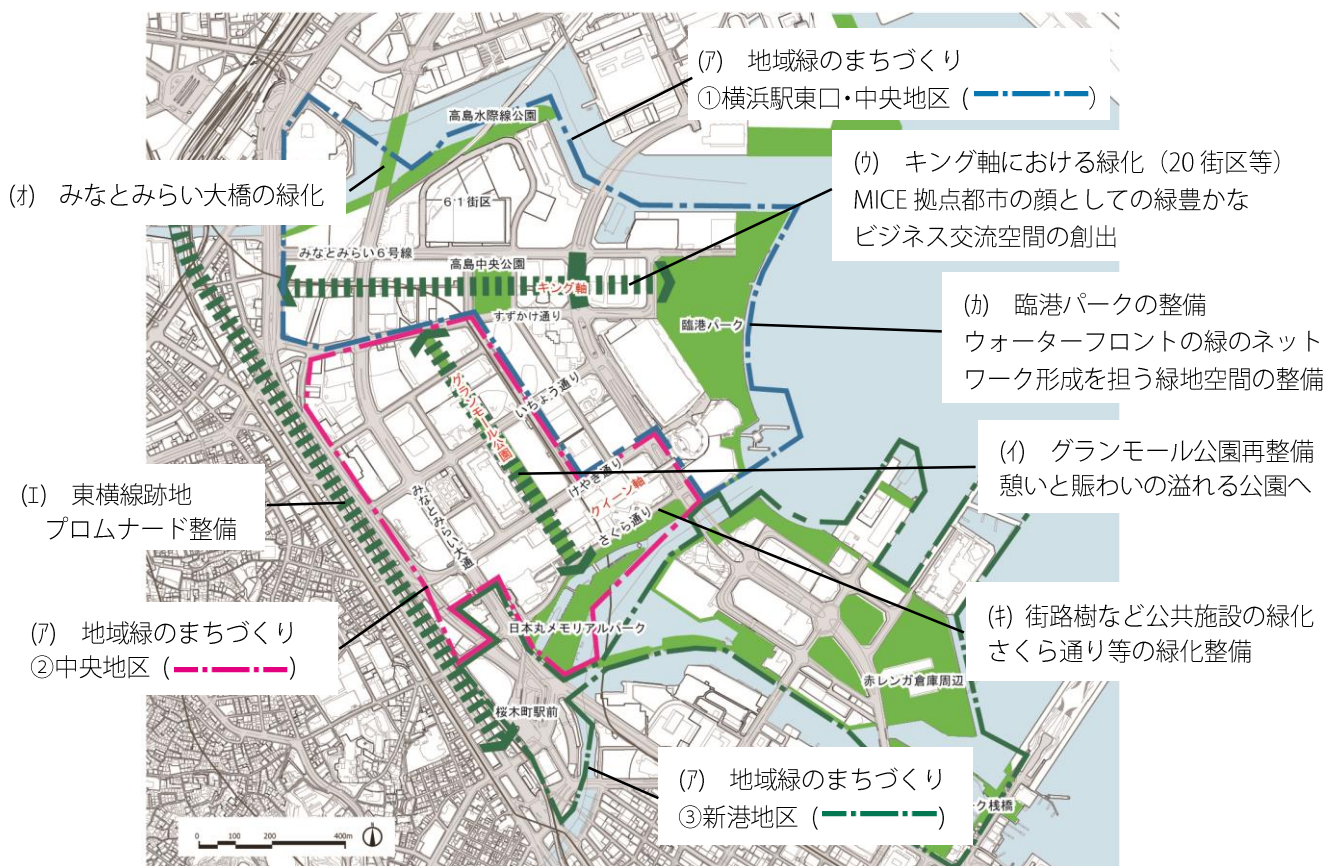 (ｱ) 地域緑のまちづくり
①横浜駅東口・中央地区 ( )
高島水際線公園
(ｳ) キング軸における緑化 (20 街区等)
MICE 拠点都市の顔としての緑豊かな
ビジネス交流空間の創出
(ｵ) みなとみらい大橋の緑化
61街区
みなとみらい6号線
高島中央公園
キング軸
すずかけ通り
臨港パーク
(ｶ) 臨港パークの整備
ウォーターフロントの緑のネット
ワーク形成を担う緑地空間の整備
グランモール公園
いちょう通り
(ｲ) グランモール公園再整備
憩いと賑わいの溢れる公園へ
けやき通り
クイーン軸
さくら通り
みなとみらい大通
(ｴ) 東横線跡地
プロムナード整備
(ｷ) 街路樹など公共施設の緑化
さくら通り等の緑化整備
(ｱ) 地域緑のまちづくり
②中央地区 ( )
日本丸メモリアルパーク
赤レンガ倉庫周辺
桜木町駅前
(ｱ) 地域緑のまちづくり
③新港地区 ( )
ク桟橋
0 100 200 400m